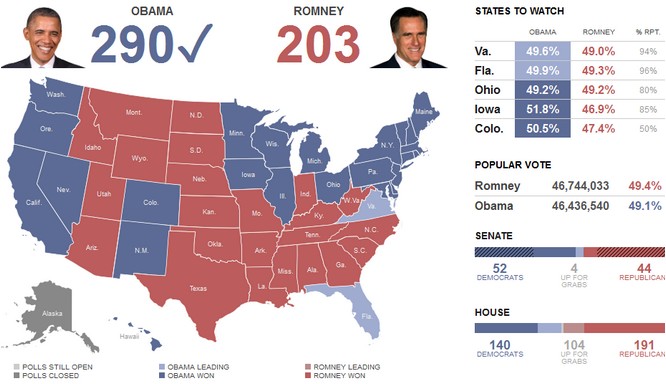 OBAMA
290✓
ROMNEY
203
Wash.
Ore.
Calif.
Nev.
Idaho
Mont.
Wyo.
Utah
Ariz.
Colo.
N.M.
N.D.
S.D.
Neb.
Kan.
Okla.
Texas
Minn.
Iowa
Mo.
Ark.
La.
Wis.
Ill.
Mich.
Ind.
Ohio
Ky.
Tenn.
Miss.
Ala.
Ga.
Fla.
S.C.
N.C.
Va.
W.Va.
Pa.
N.Y.
Maine
Alaska
Hawaii
POLLS STILL OPEN
POLLS CLOSED
OBAMA LEADING
OBAMA WON
ROMNEY LEADING
ROMNEY WON
STATES TO WATCH
OBAMA ROMNEY % RPT.
Va. 49.6% 49.0% 94%
Fla. 49.9% 49.3% 96%
Ohio 49.2% 49.2% 80%
Iowa 51.8% 46.9% 85%
Colo. 50.5% 47.4% 50%
POPULAR VOTE
Romney 46,744,033 49.4%
Obama 46,436,540 49.1%
SENATE
52 4 44
DEMOCRATS UP FOR GRABS REPUBLICAN
HOUSE
140 104 191
DEMOCRATS UP FOR GRABS REPUBLICAN